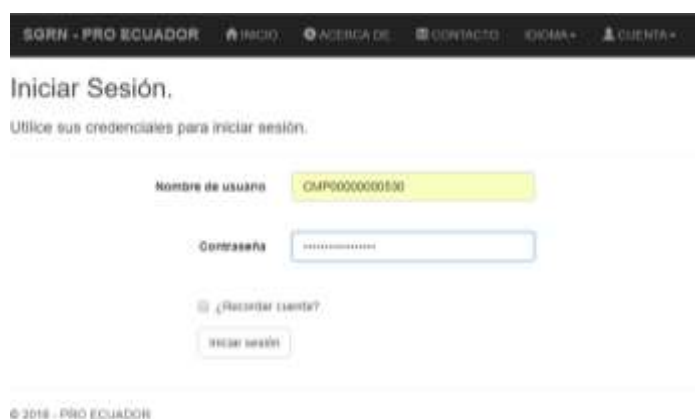 SGRN - PRO ECUADOR INICIO ACERCA DE CONTACTO IDIOMA CUENTA
Iniciar Sesión.
Utilice sus credenciales para iniciar sesión.
Nombre de usuario CMP00000000530
Contraseña ················
¿Recordar cuenta?
Iniciar sesión
© 2016 - PRO ECUADOR